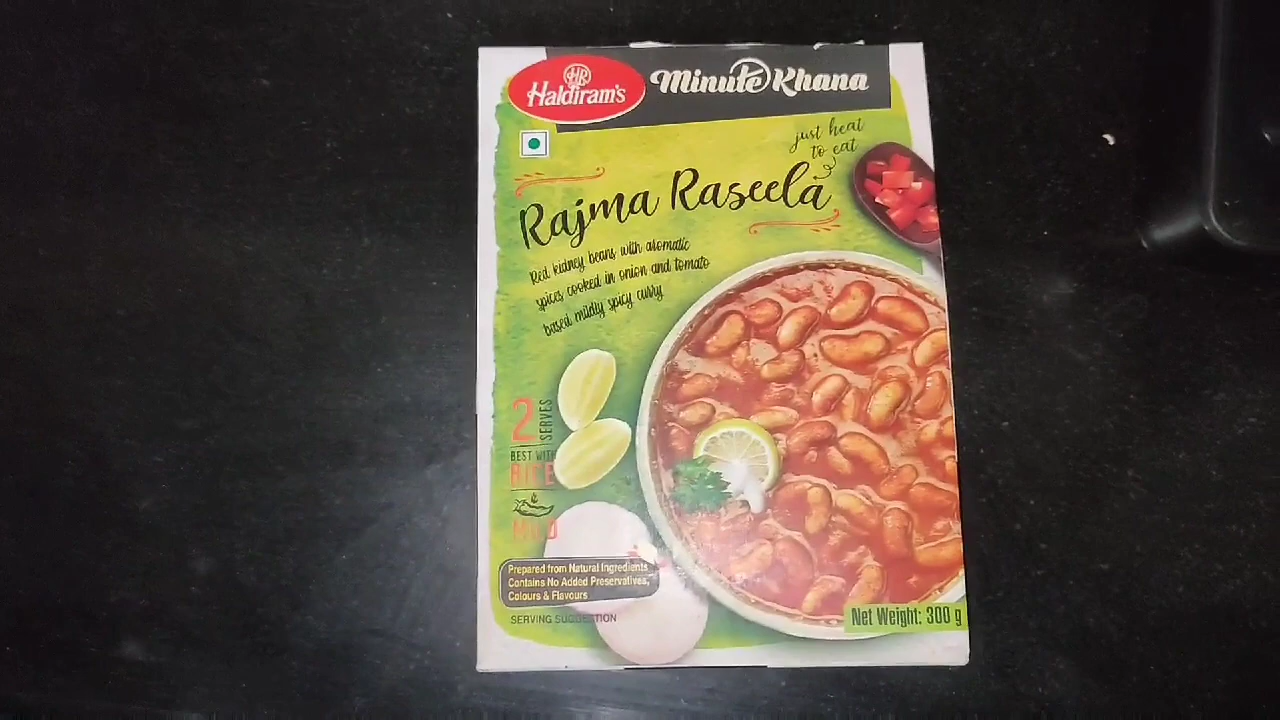 HR
Haldiram's
Minute Khana
just heat
to eat
Rajma Raseela
Red kidney beans with aromatic
spices cooked in onion and tomato
based mildly spicy curry
2 SERVES
BEST WITH
RICE
MILD
Prepared from Natural Ingredients
Contains No Added Preservatives,
Colours & Flavours
SERVING SUGGESTION
Net Weight: 300 g